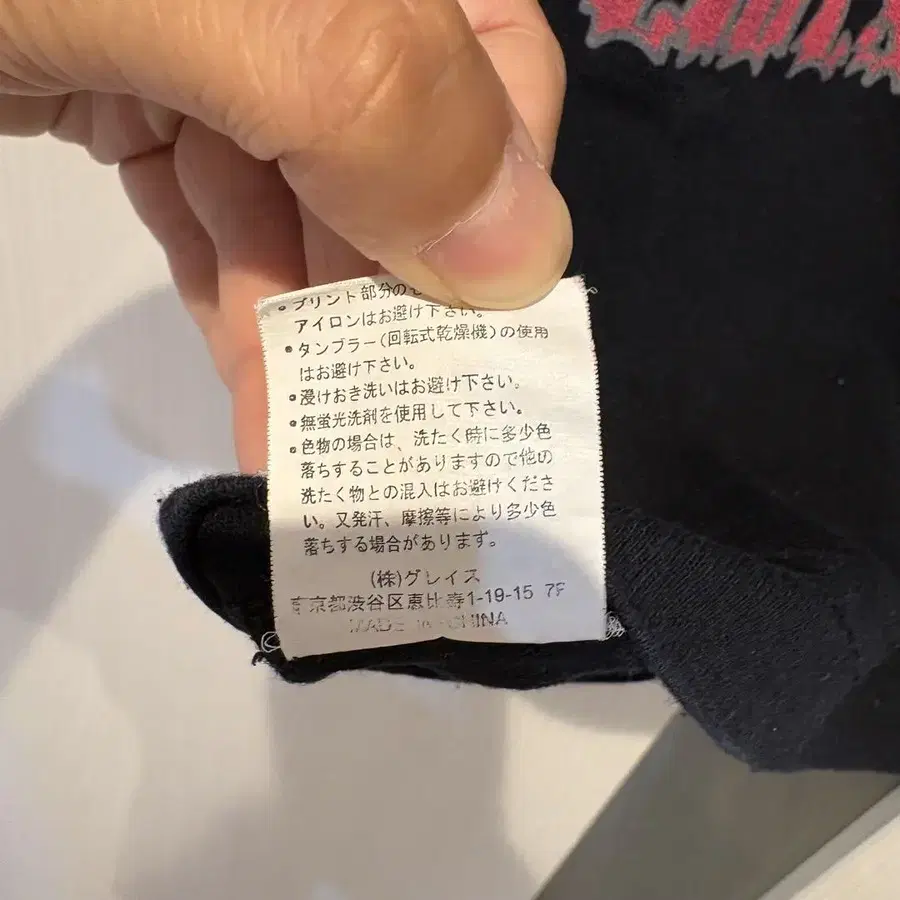 ・プリント部分の
アイロンはお避け下さい。
・タンブラー(回転式乾燥機)の使用
はお避け下さい。
・浸けおき洗いはお避け下さい。
・無蛍光洗剤を使用して下さい。
・色物の場合は、洗たく時に多少色
落ちすることがありますので他の
洗たく物との混入はお避けくださ
い。又発汗、摩擦等により多少色
落ちする場合があります。
(株)グレイス
東京都渋谷区恵比寿1-19-15 7F
MADE IN CHINA